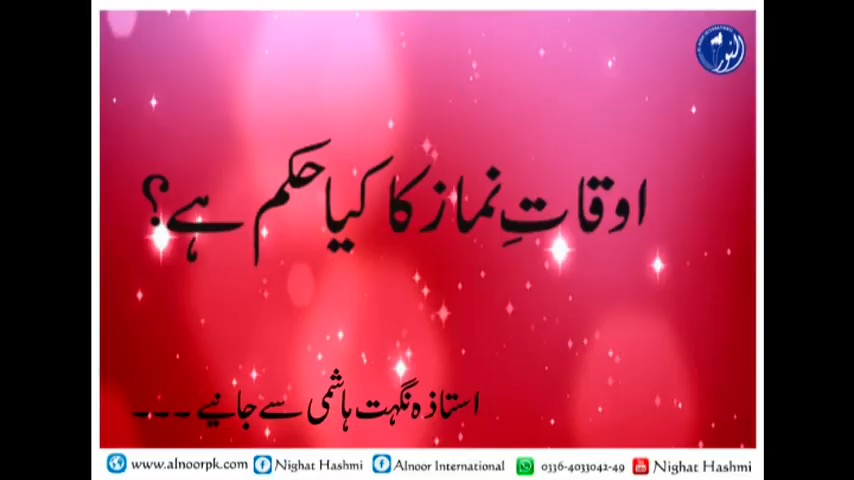 النور
اوقاتِ نماز کا کیا حکم ہے؟
استاذہ نگہت ہاشمی سے جانیے ---
www.alnoorpk.com Nighat Hashmi Alnoor International 0336-4033042-49 Nighat Hashmi